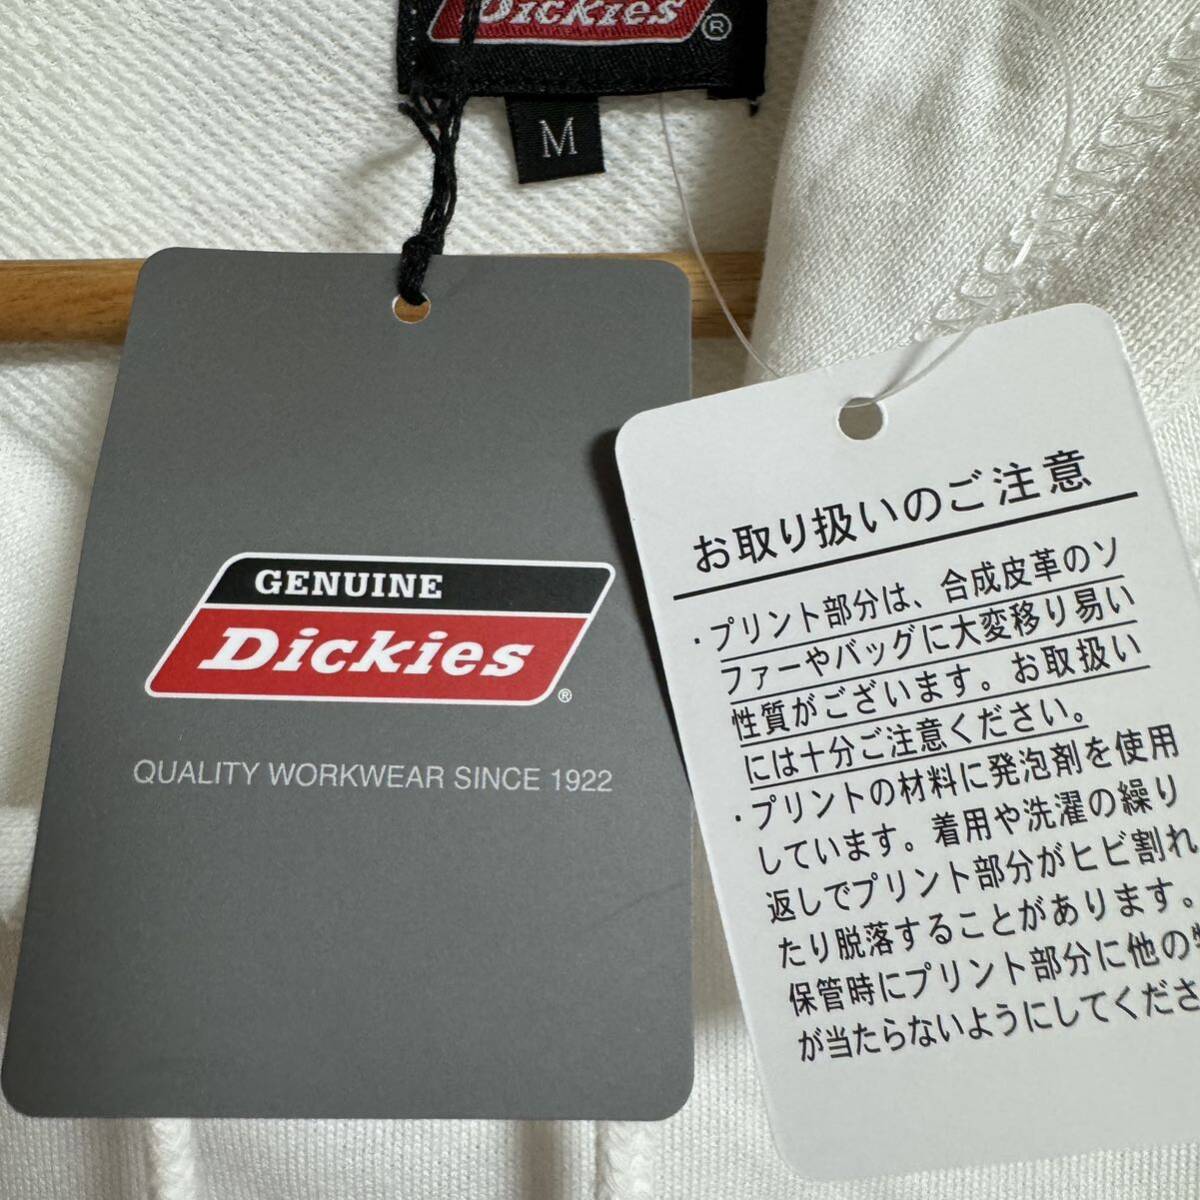 Dickies
®
M
GENUINE
Dickies
®
QUALITY WORKWEAR SINCE 1922
お取り扱いのご注意
・プリント部分は、合成皮革のソ
ファーやバッグに大変移り易い
性質がございます。お取扱い
には十分ご注意ください。
・プリントの材料に発泡剤を使用
しています。着用や洗濯の繰り
返しでプリント部分がヒビ割れ
たり脱落することがあります。
保管時にプリント部分に他の
が当たらないようにしてくださ